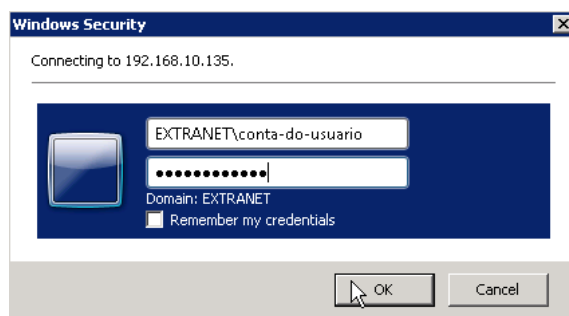 Windows Security
Connecting to 192.168.10.135.
EXTRANET\conta-do-usuario
●●●●●●●●●●●●
Domain: EXTRANET
Remember my credentials
OK
Cancel